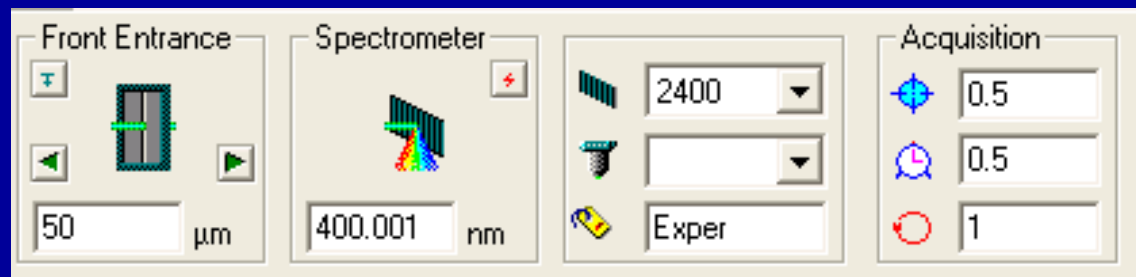 Front Entrance
50 µm
Spectrometer
400.001 nm
2400
Exper
Acquisition
0.5
0.5
1